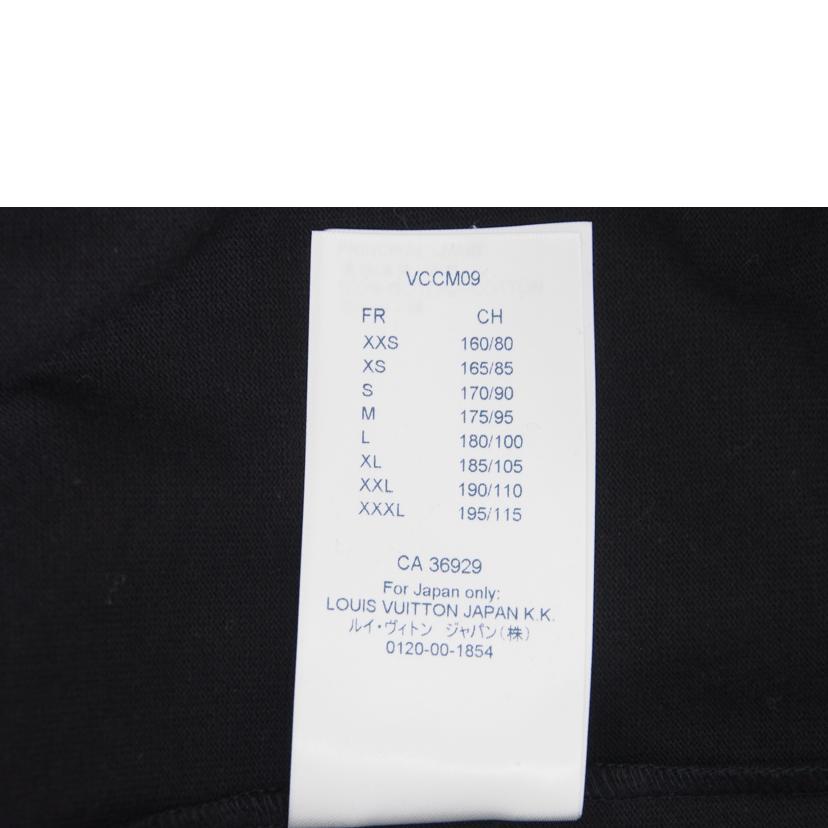 VCCM09
FR CH
XXS 160/80
XS 165/85
S 170/90
M 175/95
L 180/100
XL 185/105
XXL 190/110
XXXL 195/115
CA 36929
For Japan only:
LOUIS VUITTON JAPAN K.K.
ルイ・ヴィトン ジャパン(株)
0120-00-1854